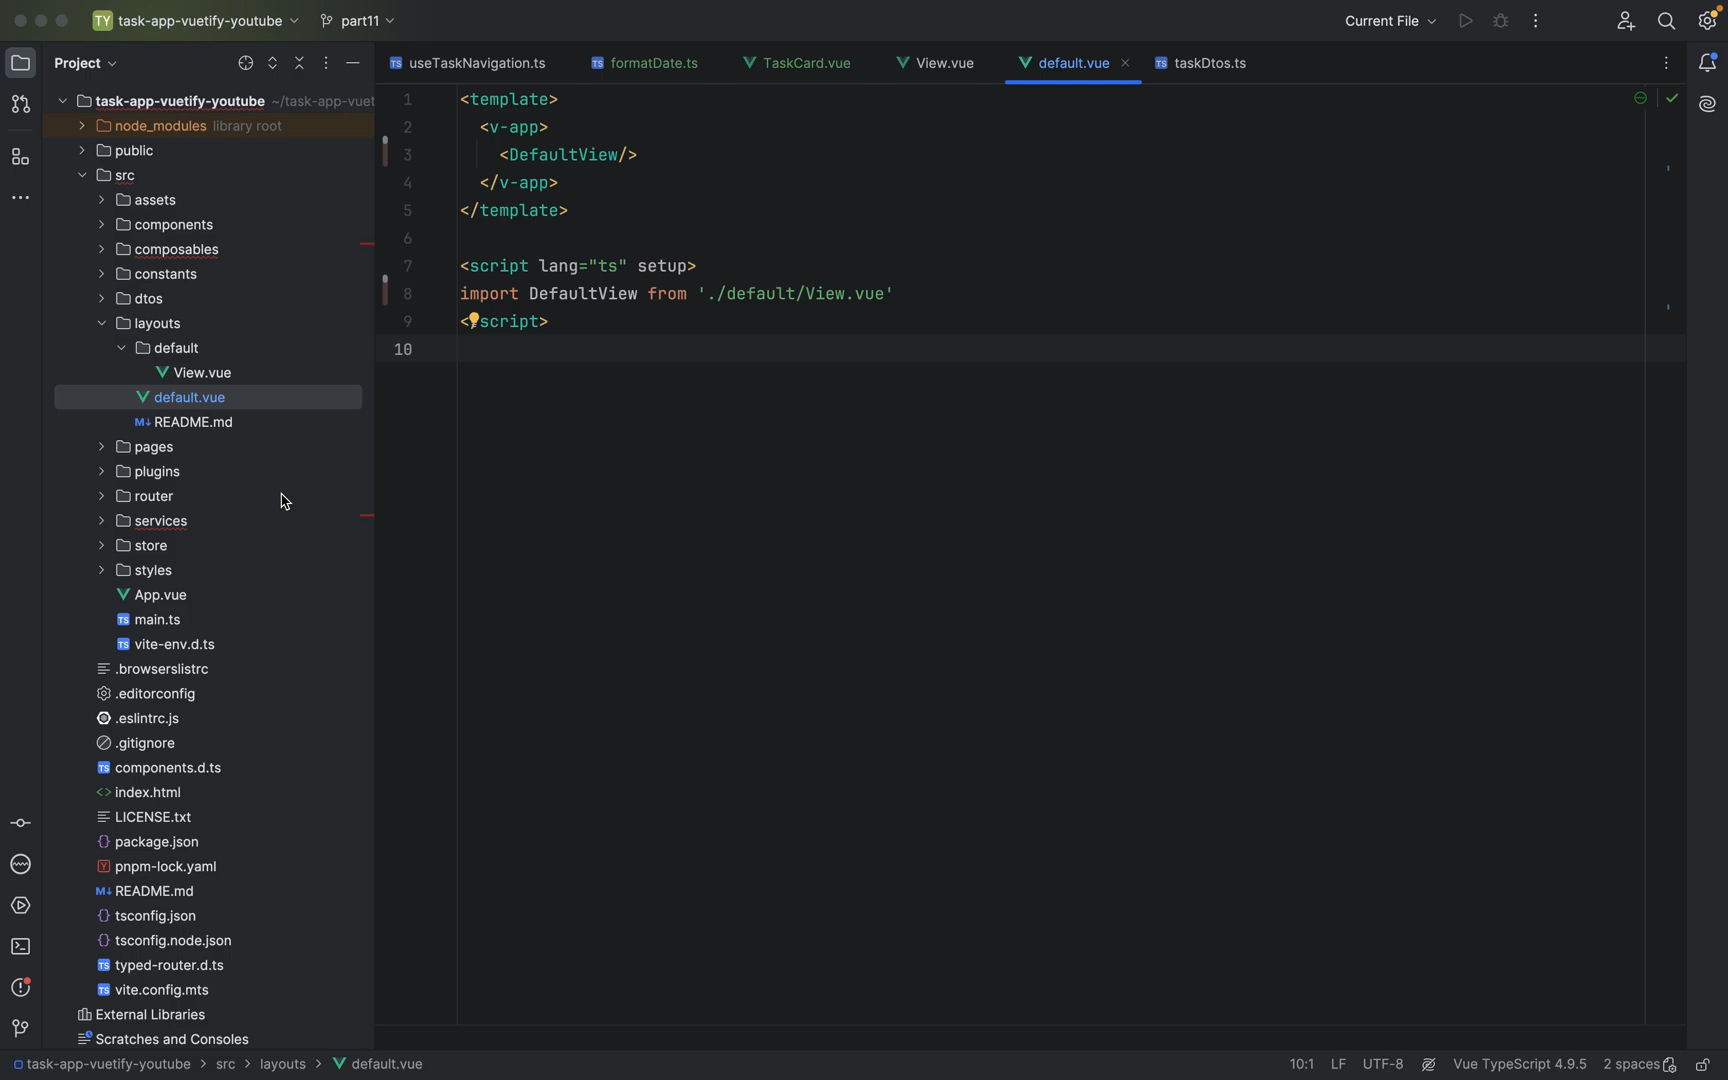 TY task-app-vuetify-youtube
part11
Current File
Project
useTaskNavigation.ts
formatDate.ts
TaskCard.vue
View.vue
default.vue
taskDtos.ts
task-app-vuetify-youtube ~/task-app-vuet
node_modules library root
public
src
assets
components
composables
constants
dtos
layouts
default
View.vue
default.vue
README.md
pages
plugins
router
services
store
styles
App.vue
main.ts
vite-env.d.ts
.browserslistrc
.editorconfig
.eslintrc.js
.gitignore
components.d.ts
index.html
LICENSE.txt
package.json
pnpm-lock.yaml
README.md
tsconfig.json
tsconfig.node.json
typed-router.d.ts
vite.config.mts
External Libraries
Scratches and Consoles
1 <template>
2 <v-app>
3 <DefaultView/>
4 </v-app>
5 </template>
6
7 <script lang="ts" setup>
8 import DefaultView from './default/View.vue'
9 <script>
10
task-app-vuetify-youtube > src > layouts > default.vue
10:1 LF UTF-8 Vue TypeScript 4.9.5 2 spaces